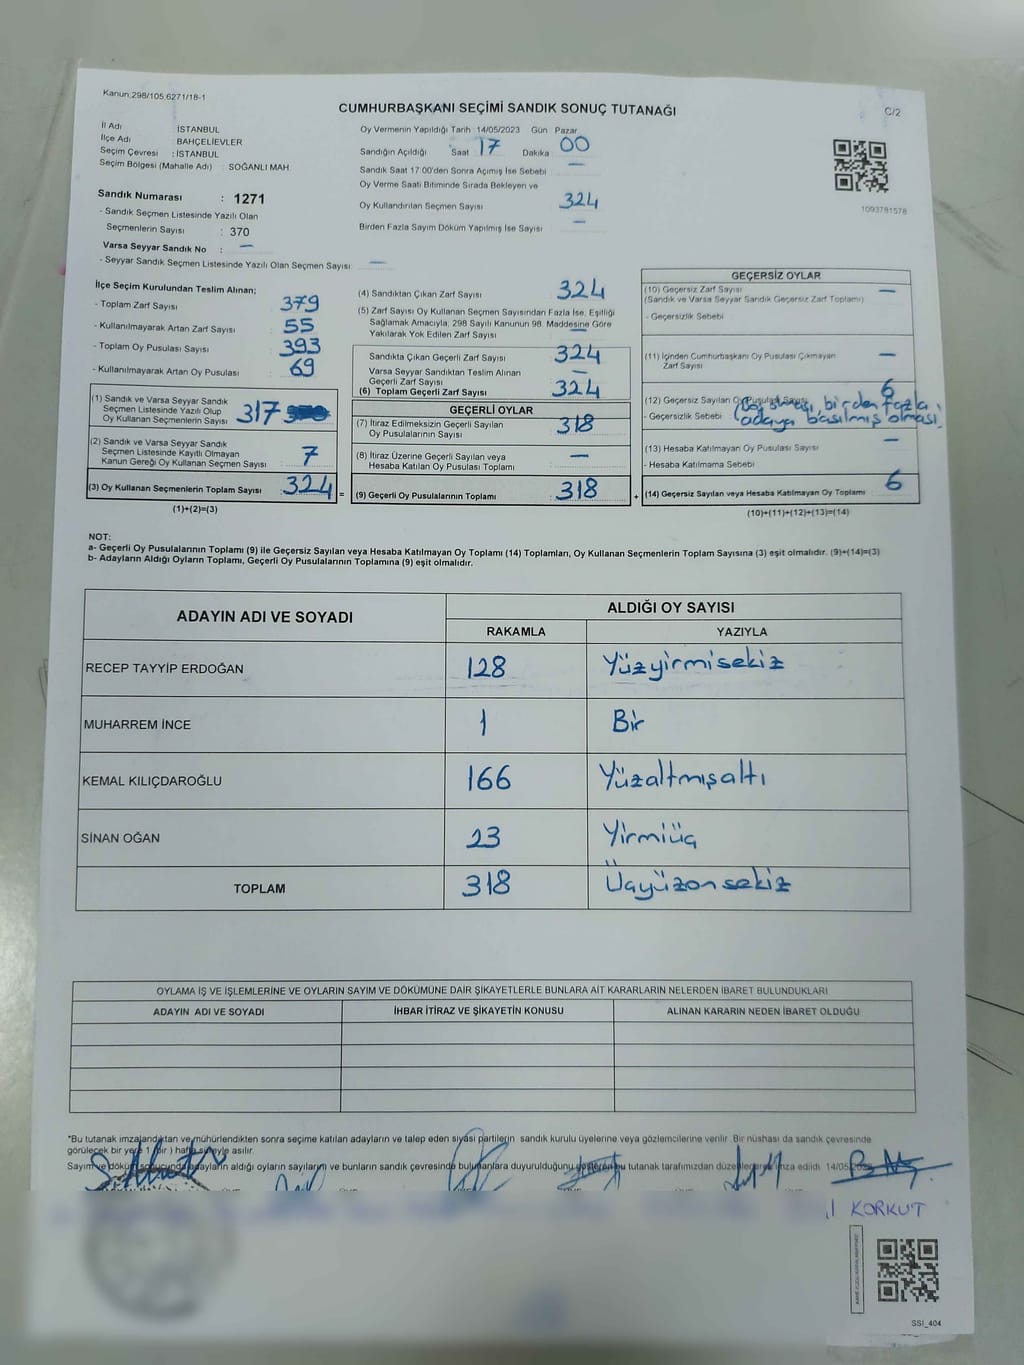 Kanun:298/105,6271/18-1
CUMHURBAŞKANI SEÇİMİ SANDIK SONUÇ TUTANAĞI
C/2
İl Adı İSTANBUL
İlçe Adı BAHÇELİEVLER
Seçim Çevresi : İSTANBUL
Seçim Bölgesi (Mahalle Adı) : SOĞANLI MAH.
Sandık Numarası : 1271
- Sandık Seçmen Listesinde Yazılı Olan
Seçmenlerin Sayısı : 370
Varsa Seyyar Sandık No : —
- Seyyar Sandık Seçmen Listesinde Yazılı Olan Seçmen Sayısı: —
Oy Vermenin Yapıldığı Tarih 14/05/2023 Gün Pazar
Sandığın Açıldığı Saat 17 Dakika 00
Sandık Saat 17:00'den Sonra Açımış İse Sebebi —
Oy Verme Saati Bitiminde Sırada Bekleyen ve
Oy Kullandırılan Seçmen Sayısı 324
Birden Fazla Sayım Döküm Yapılmış İse Sayısı —
1093781578
İlçe Seçim Kurulundan Teslim Alınan;
- Toplam Zarf Sayısı : 379
- Kullanılmayarak Artan Zarf Sayısı : 55
- Toplam Oy Pusulası Sayısı : 393
- Kullanılmayarak Artan Oy Pusulası : 69
(1) Sandık ve Varsa Seyyar Sandık
Seçmen Listesinde Yazılı Olup
Oy Kullanan Seçmenlerin Sayısı 317
(2) Sandık ve Varsa Seyyar Sandık
Seçmen Listesinde Kayıtlı Olmayan
Kanun Gereği Oy Kullanan Seçmen Sayısı 7
(3) Oy Kullanan Seçmenlerin Toplam Sayısı 324 =
(1)+(2)=(3)
(4) Sandıktan Çıkan Zarf Sayısı 324
(5) Zarf Sayısı Oy Kullanan Seçmen Sayısından Fazla İse, Eşitliği
Sağlamak Amacıyla, 298 Sayılı Kanunun 98. Maddesine Göre
Yakılarak Yok Edilen Zarf Sayısı —
Sandıkta Çıkan Geçerli Zarf Sayısı 324
Varsa Seyyar Sandıktan Teslim Alınan
Geçerli Zarf Sayısı —
(6) Toplam Geçerli Zarf Sayısı 324
GEÇERLİ OYLAR
(7) İtiraz Edilmeksizin Geçerli Sayılan
Oy Pusulalarının Sayısı 318
(8) İtiraz Üzerine Geçerli Sayılan veya
Hesaba Katılan Oy Pusulası Toplamı —
(9) Geçerli Oy Pusulalarının Toplamı : 318 +
GEÇERSİZ OYLAR
(10) Geçersiz Zarf Sayısı —
(Sandık ve Varsa Seyyar Sandık Geçersiz Zarf Toplamı)
- Geçersizlik Sebebi
(11) İçinden Cumhurbaşkanı Oy Pusulası Çıkmayan
Zarf Sayısı —
(12) Geçersiz Sayılan Oy Pusulası Sayısı 6
- Geçersizlik Sebebi birden fazla
adaya basılmış olması
(13) Hesaba Katılmayan Oy Pusulası Sayısı —
- Hesaba Katılmama Sebebi
(14) Geçersiz Sayılan veya Hesaba Katılmayan Oy Toplamı 6
(10)+(11)+(12)+(13)=(14)
NOT:
a- Geçerli Oy Pusulalarının Toplamı (9) ile Geçersiz Sayılan veya Hesaba Katılmayan Oy Toplamı (14) Toplamları, Oy Kullanan Seçmenlerin Toplam Sayısına (3) eşit olmalıdır. (9)+(14)=(3)
b- Adayların Aldığı Oyların Toplamı, Geçerli Oy Pusulalarının Toplamına (9) eşit olmalıdır.
ADAYIN ADI VE SOYADI
ALDIĞI OY SAYISI
RAKAMLA YAZIYLA
RECEP TAYYİP ERDOĞAN 128 Yüzyirmisekiz
MUHARREM İNCE 1 Bir
KEMAL KILIÇDAROĞLU 166 Yüzaltmışaltı
SİNAN OĞAN 23 Yirmiüç
TOPLAM 318 Üçyüzonsekiz
OYLAMA İŞ VE İŞLEMLERİNE VE OYLARIN SAYIM VE DÖKÜMÜNE DAİR ŞİKAYETLERLE BUNLARA AİT KARARLARIN NELERDEN İBARET BULUNDUKLARI
ADAYIN ADI VE SOYADI İHBAR İTİRAZ VE ŞİKAYETİN KONUSU ALINAN KARARIN NEDEN İBARET OLDUĞU
*Bu tutanak imzalandıktan ve mühürlendikten sonra seçime katılan adayların ve talep eden siyasi partilerin sandık kurulu üyelerine veya gözlemcilerine verilir. Bir nüshası da sandık çevresinde
görülecek bir yere 1 (bir) hafta süreyle asılır.
Sayım ve döküm sonucunda adayların aldığı oyların sayıların) ve bunların sandık çevresinde bulunanlara duyurulduğunu gösteren bu tutanak tarafımızdan düzenlenerek imza edildi. 14/05/2023
KORKUT
SSI_404